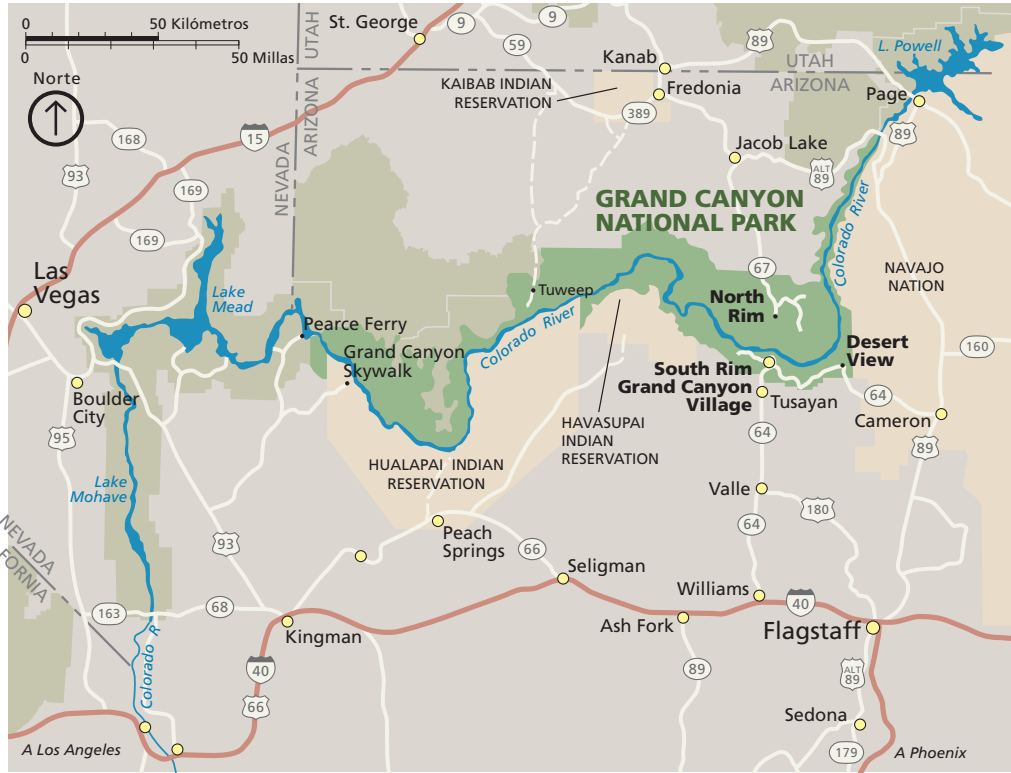 0
50 Kilómetros
0
50 Millas
Norte
St. George
9
9
59
89
UTAH
ARIZONA
Kanab
Fredonia
KAIBAB INDIAN
RESERVATION
389
UTAH
ARIZONA
L. Powell
Page
89
15
168
93
169
169
NEVADA
Jacob Lake
ALT
89
Colorado River
GRAND CANYON
NATIONAL PARK
NAVAJO
NATION
Las
Vegas
Lake
Mead
Tuweep
67
North
Rim
Pearce Ferry
Colorado River
Grand Canyon
Skywalk
Desert
View
160
South Rim
Grand Canyon
Village
Tusayan
64
Cameron
Boulder
City
95
HAVASUPAI
INDIAN
RESERVATION
64
89
HUALAPAI INDIAN
RESERVATION
Lake
Mohave
Valle
180
64
NEVADA
FORNIA
93
Peach
Springs
66
Seligman
Williams
40
163
68
Kingman
Ash Fork
Flagstaff
Colorado R
40
66
89
ALT
89
Sedona
A Los Angeles
179
A Phoenix